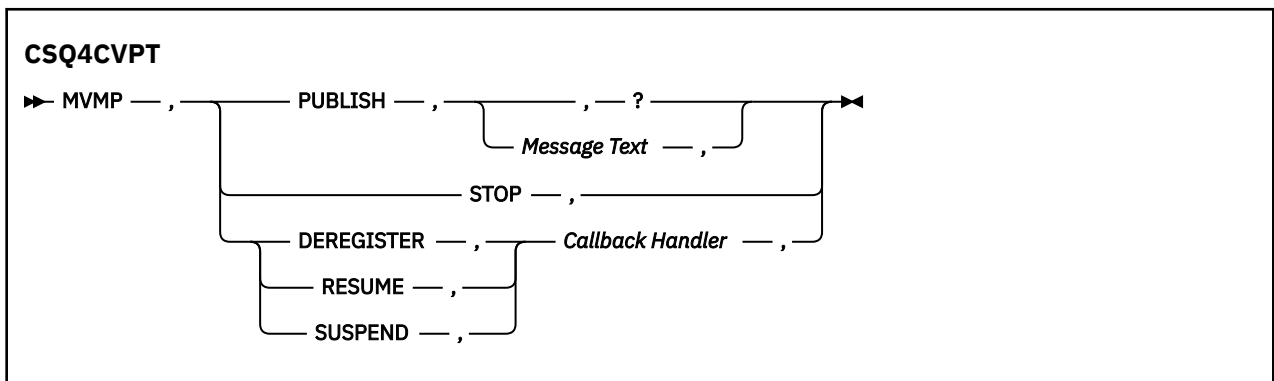 CSQ4CVPT
MVMP , PUBLISH , , ?
Message Text ,
STOP ,
DEREGISTER , Callback Handler ,
RESUME ,
SUSPEND ,